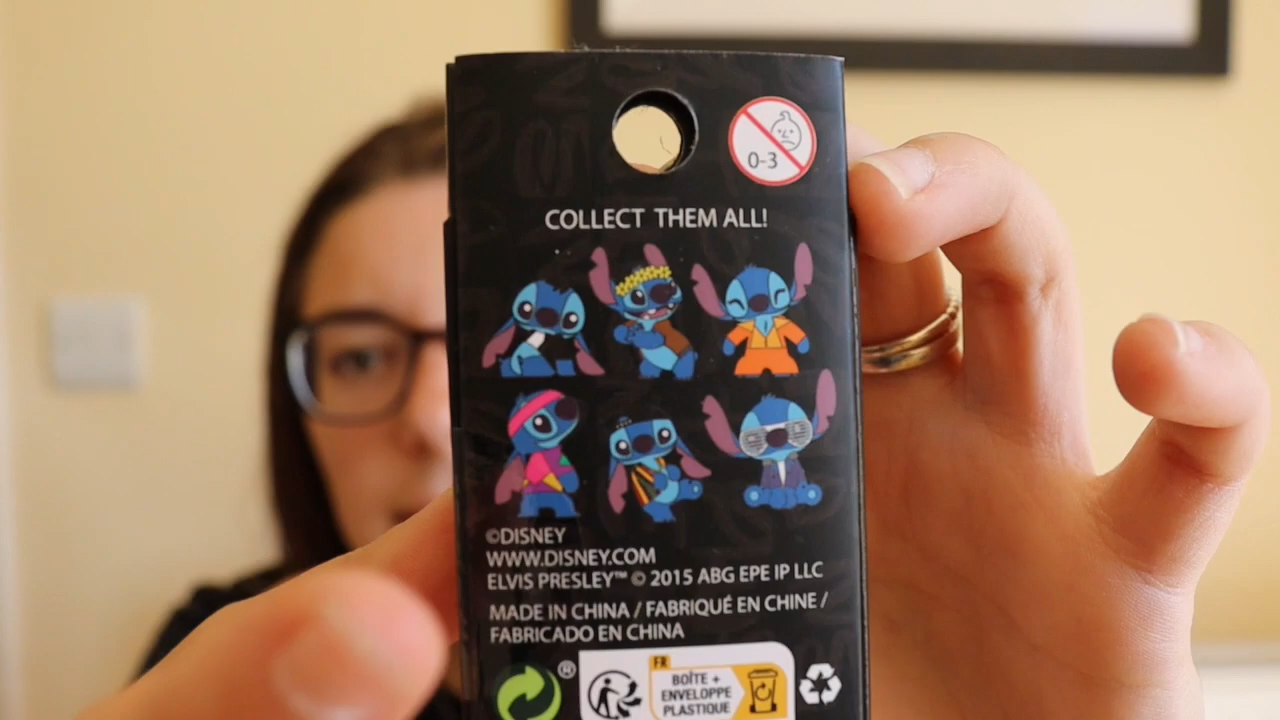 0-3
COLLECT THEM ALL!
©DISNEY
WWW.DISNEY.COM
ELVIS PRESLEY™ © 2015 ABG EPE IP LLC
MADE IN CHINA / FABRIQUÉ EN CHINE /
FABRICADO EN CHINA
®
FR
BOÎTE +
ENVELOPPE
PLASTIQUE